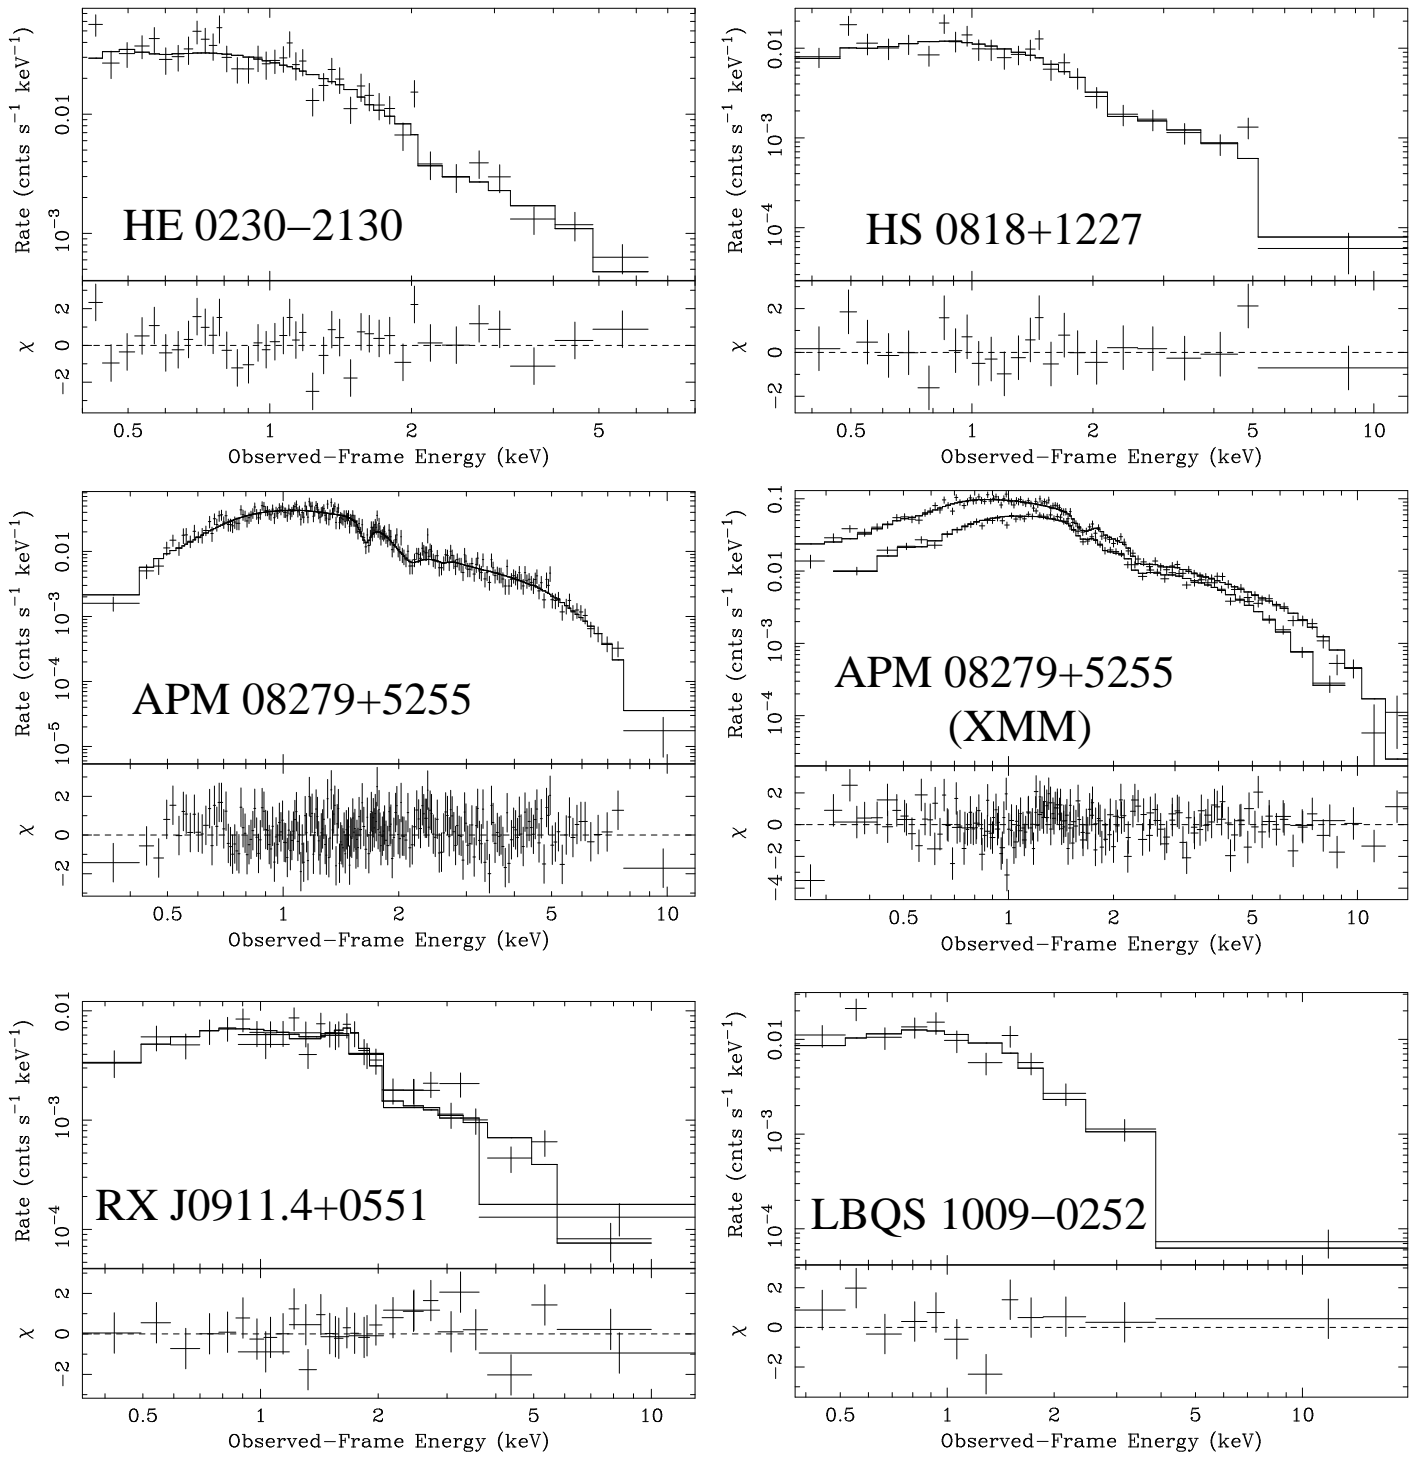 Rate (cnts s⁻¹ keV⁻¹)
0.01
10⁻³
HE 0230−2130
χ
2
0
−2
0.5 1 2 5
Observed−Frame Energy (keV)
Rate (cnts s⁻¹ keV⁻¹)
0.01
10⁻³
10⁻⁴
HS 0818+1227
χ
2
0
−2
0.5 1 2 5 10
Observed−Frame Energy (keV)
Rate (cnts s⁻¹ keV⁻¹)
0.01
10⁻³
10⁻⁴
10⁻⁵
APM 08279+5255
χ
2
0
−2
0.5 1 2 5 10
Observed−Frame Energy (keV)
Rate (cnts s⁻¹ keV⁻¹)
0.1
0.01
10⁻³
10⁻⁴
APM 08279+5255
(XMM)
χ
2
0
−2
−4
0.5 1 2 5 10
Observed−Frame Energy (keV)
Rate (cnts s⁻¹ keV⁻¹)
0.01
10⁻³
10⁻⁴
RX J0911.4+0551
χ
2
0
−2
0.5 1 2 5 10
Observed−Frame Energy (keV)
Rate (cnts s⁻¹ keV⁻¹)
0.01
10⁻³
10⁻⁴
LBQS 1009−0252
χ
2
0
−2
0.5 1 2 5 10
Observed−Frame Energy (keV)